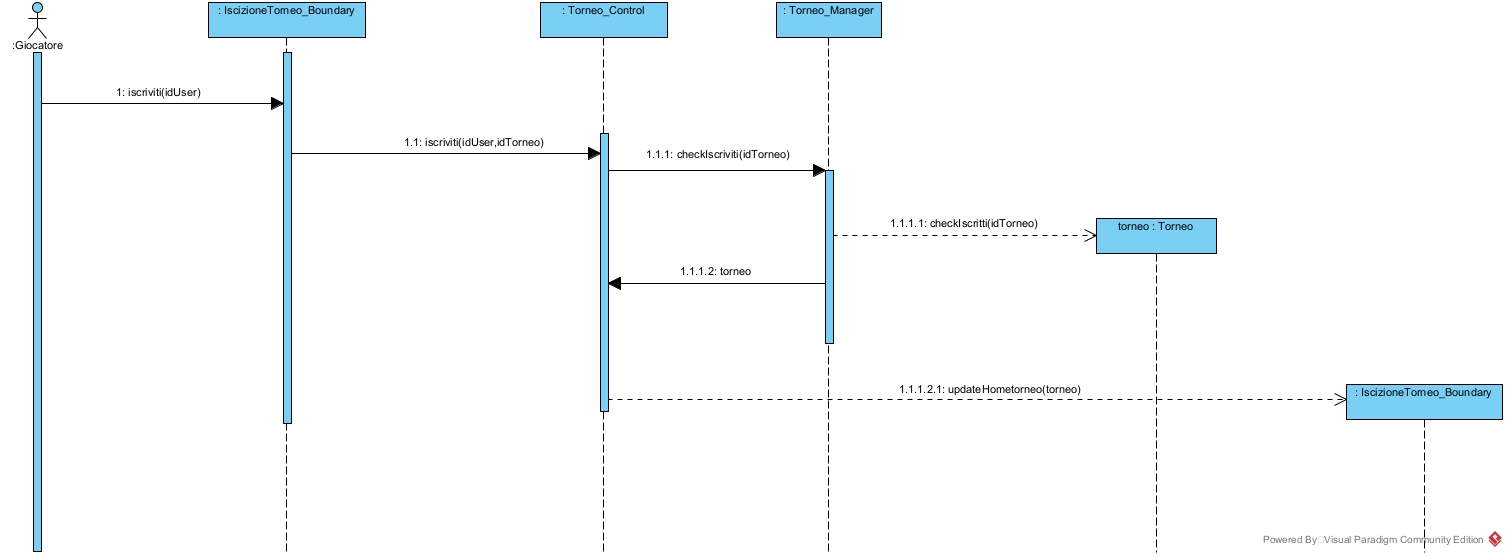 : IscizioneTorneo_Boundary
: Torneo_Control
: Torneo_Manager
:Giocatore
1: iscriviti(idUser)
1.1: iscriviti(idUser,idTorneo)
1.1.1: checkIscriviti(idTorneo)
1.1.1.1: checkIscritti(idTorneo)
torneo : Torneo
1.1.1.2: torneo
1.1.1.2.1: updateHometorneo(torneo)
: IscizioneTorneo_Boundary
Powered By Visual Paradigm Community Edition